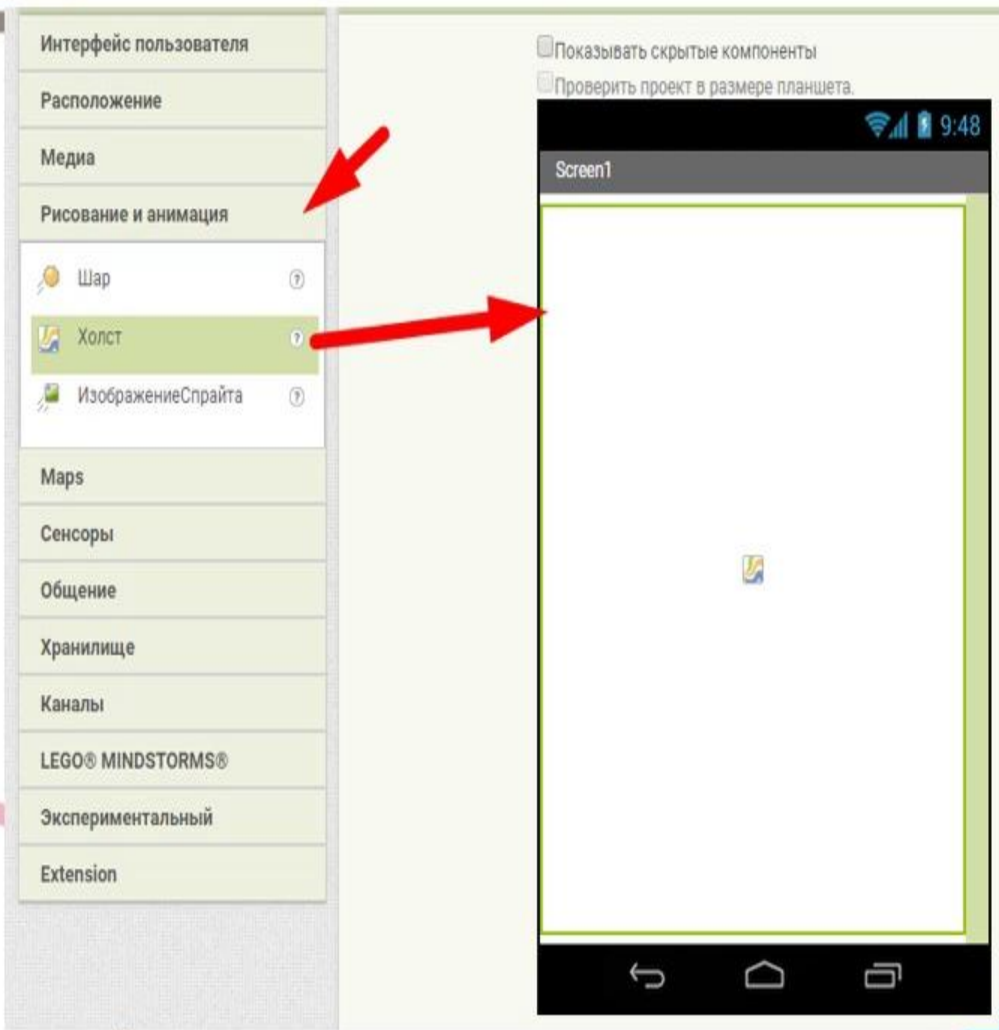 Интерфейс пользователя
Расположение
Медиа
Рисование и анимация
Шар
Холст
ИзображениеСпрайта
Maps
Сенсоры
Общение
Хранилище
Каналы
LEGO® MINDSTORMS®
Экспериментальный
Extension
Показывать скрытые компоненты
Проверить проект в размере планшета.
9:48
Screen1